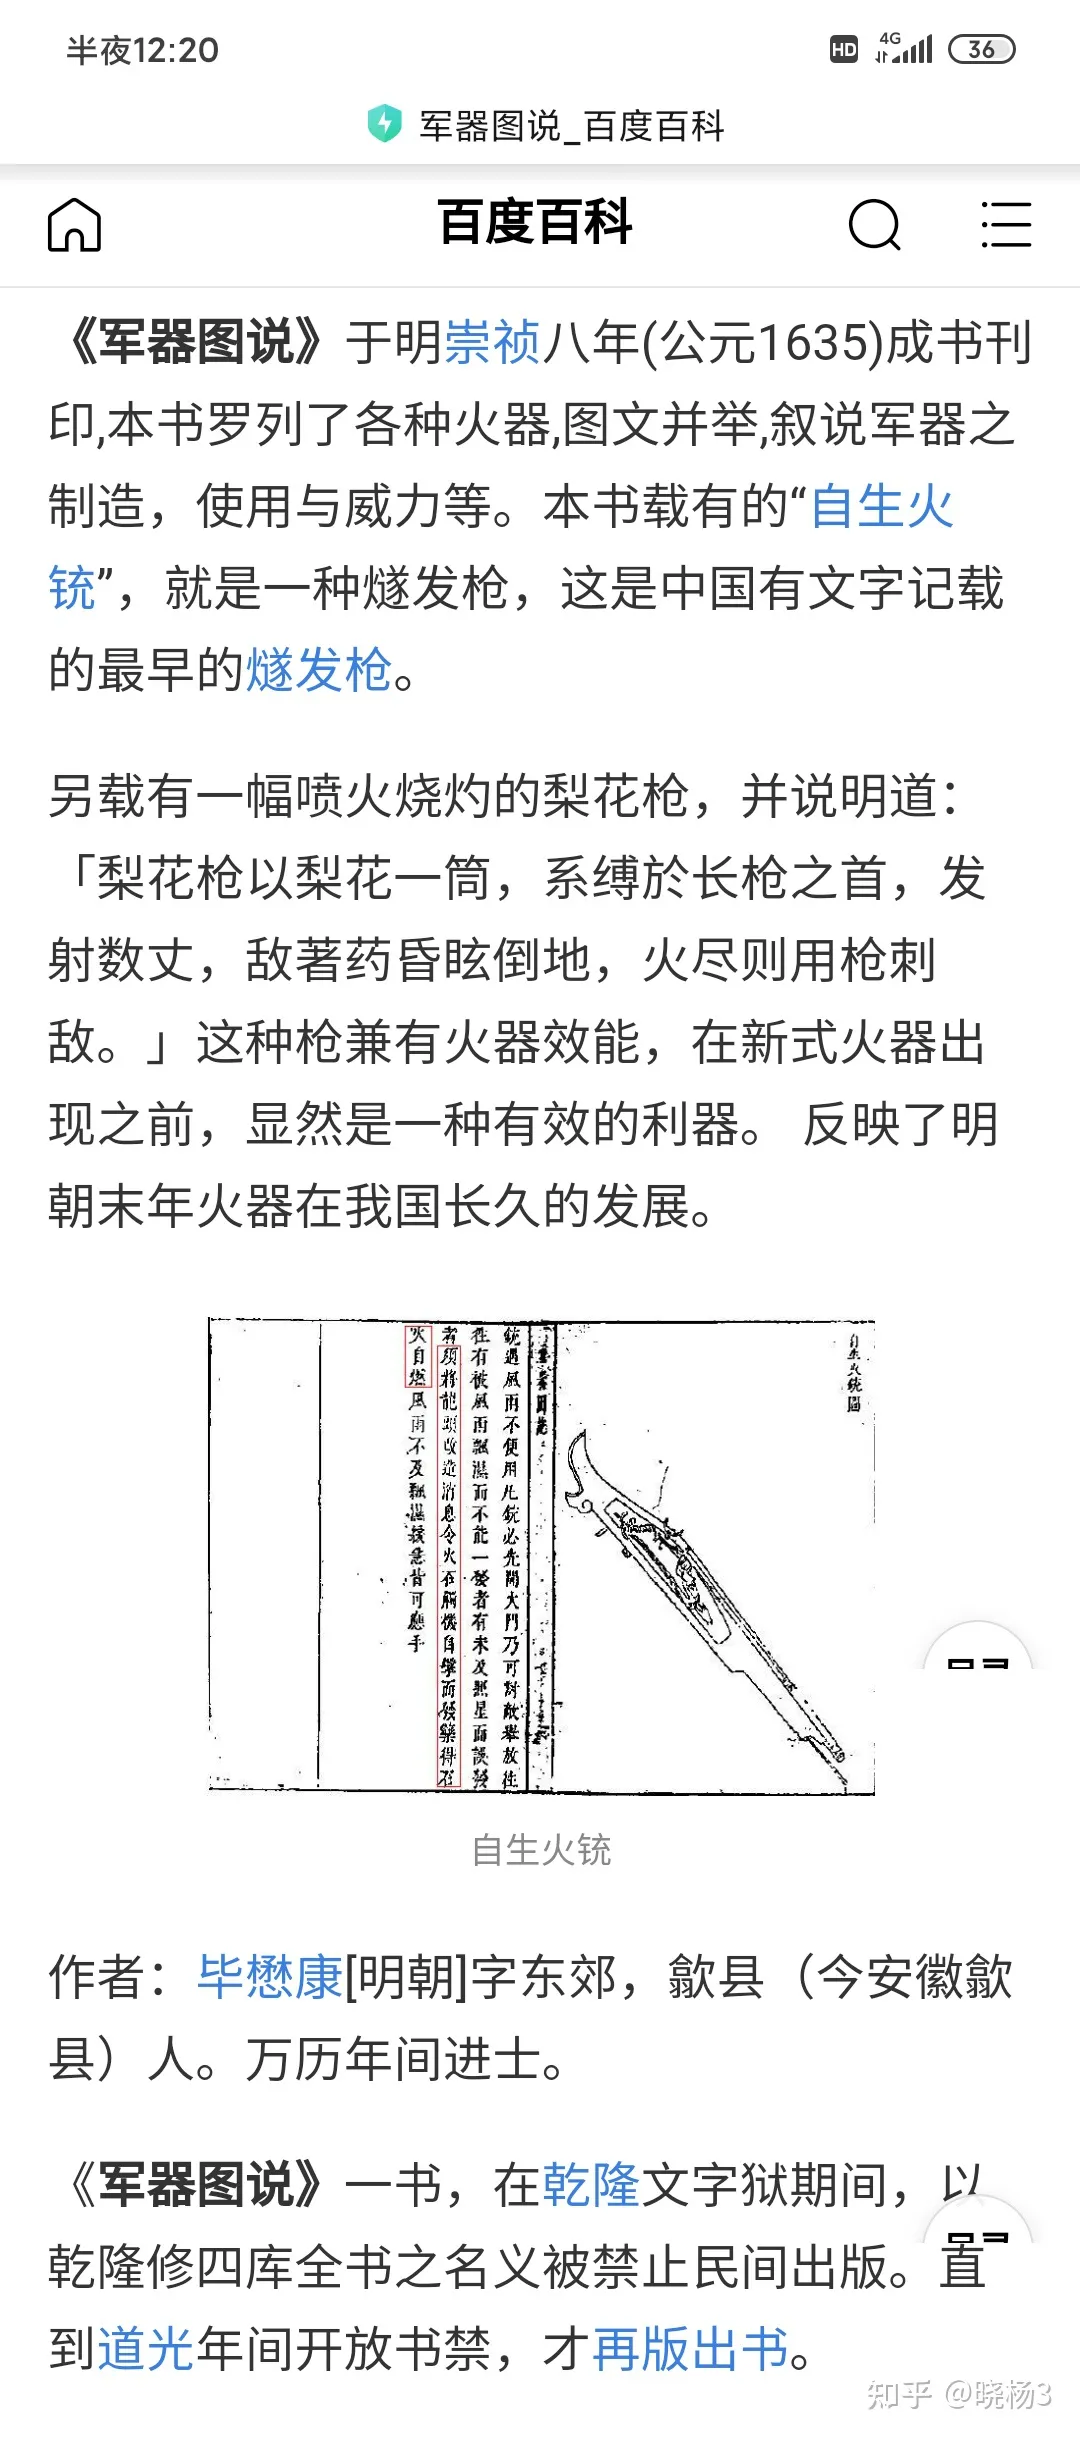 半夜12:20
HD 4G 36
军器图说_百度百科
百度百科
《军器图说》于明崇祯八年(公元1635)成书刊
印,本书罗列了各种火器,图文并举,叙说军器之
制造，使用与威力等。本书载有的“自生火
铳”，就是一种燧发枪，这是中国有文字记载
的最早的燧发枪。
另载有一幅喷火烧灼的梨花枪，并说明道：
「梨花枪以梨花一筒，系缚於长枪之首，发
射数丈，敌著药昏眩倒地，火尽则用枪刺
敌。」这种枪兼有火器效能，在新式火器出
现之前，显然是一种有效的利器。 反映了明
朝末年火器在我国长久的发展。
自生火铳图
铳遇風雨不便用凡铳必先開火門乃可對敵舉放往
往有被風雨飄濕而不能一發者有未及照星而誤發
者須將龍頭改造消息令火石觸機自擊而發藥得石
火自燃風雨不及飄濕緩急皆可應手
自生火铳
作者：毕懋康[明朝]字东郊，歙县（今安徽歙
县）人。万历年间进士。
《军器图说》一书，在乾隆文字狱期间，以
乾隆修四库全书之名义被禁止民间出版。直
到道光年间开放书禁，才再版出书。
知乎 @晓杨3